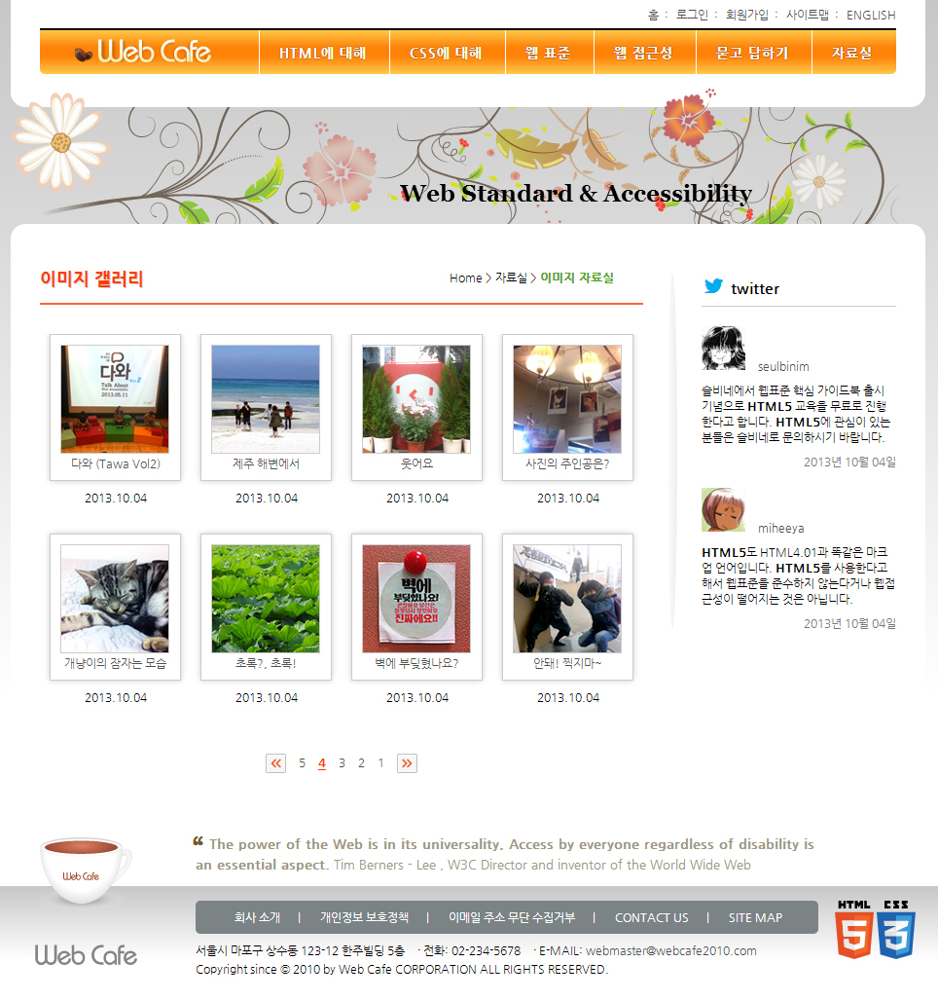 홈 : 로그인 : 회원가입 : 사이트맵 : ENGLISH
Web Cafe
HTML에 대해 CSS에 대해 웹 표준 웹 접근성 묻고 답하기 자료실
Web Standard & Accessibility
이미지 갤러리
Home > 자료실 > 이미지 자료실
다와
Vol.2
Talk About
2013.05.11
다와 (Tawa Vol2) 제주 해변에서 웃어요 사진의 주인공은?
2013.10.04 2013.10.04 2013.10.04 2013.10.04
벽에
부딪혔나요!
진짜에요!!
개냥이의 잠자는 모습 초록?, 초록! 벽에 부딪혔나요? 안돼! 찍지마~
2013.10.04 2013.10.04 2013.10.04 2013.10.04
5 4 3 2 1
twitter
seulbinim
슬비네에서 웹표준 핵심 가이드북 출시
기념으로 HTML5 교육을 무료로 진행
한다고 합니다. HTML5에 관심이 있는
분들은 슬비네로 문의하시기 바랍니다.
2013년 10월 04일
miheeya
HTML5도 HTML4.01과 똑같은 마크
업 언어입니다. HTML5를 사용한다고
해서 웹표준을 준수하지 않는다거나 웹접
근성이 떨어지는 것은 아닙니다.
2013년 10월 04일
Web Cafe
“ The power of the Web is in its universality, Access by everyone regardless of disability is
an essential aspect. Tim Berners - Lee , W3C Director and inventor of the World Wide Web
회사 소개 | 개인정보 보호정책 | 이메일 주소 무단 수집거부 | CONTACT US | SITE MAP
HTML 5 CSS 3
Web Cafe
서울시 마포구 상수동 123-12 한주빌딩 5층 · 전화: 02-234-5678 · E-MAIL: webmaster@webcafe2010.com
Copyright since © 2010 by Web Cafe CORPORATION ALL RIGHTS RESERVED.